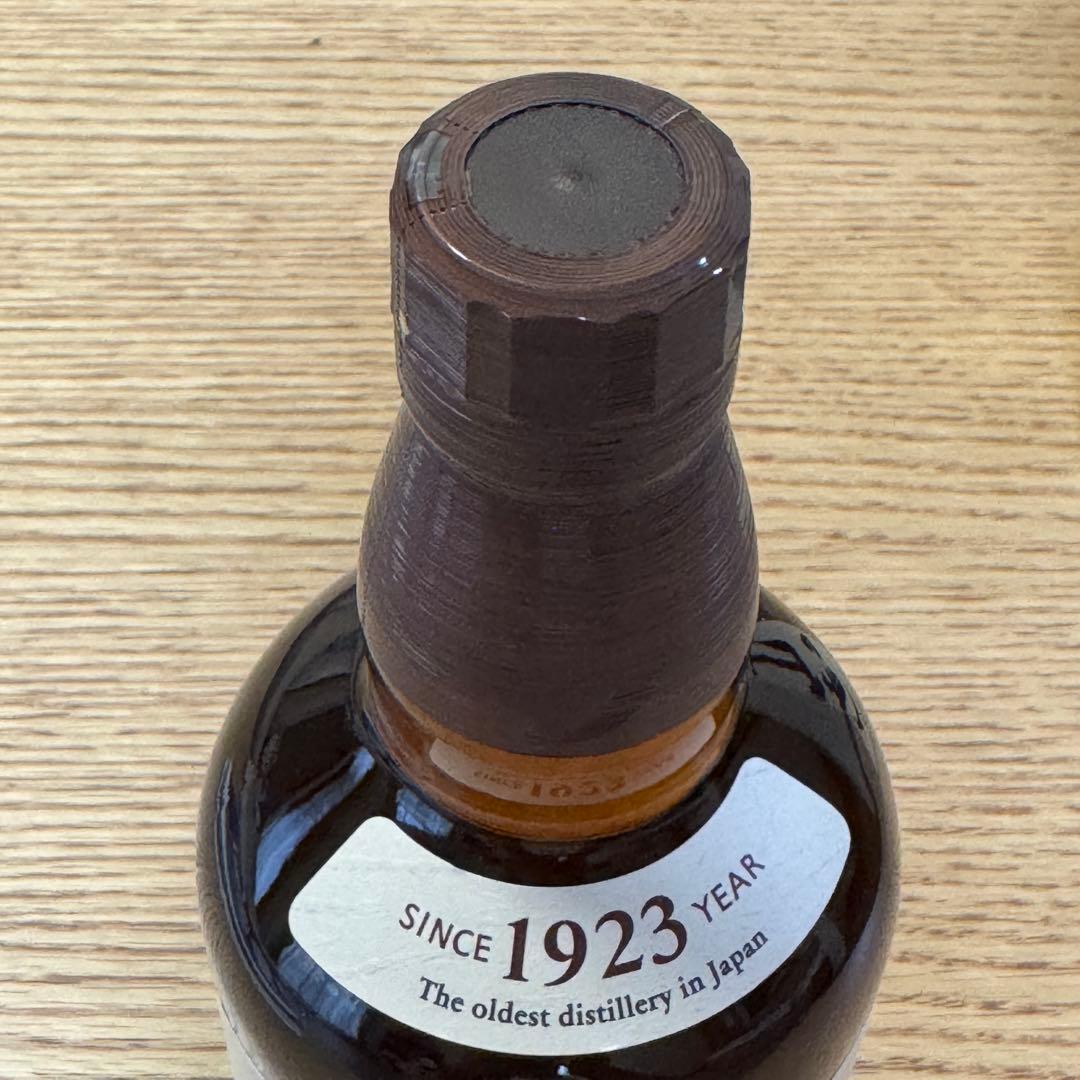 SINCE 1923 YEAR
The oldest distillery in Japan